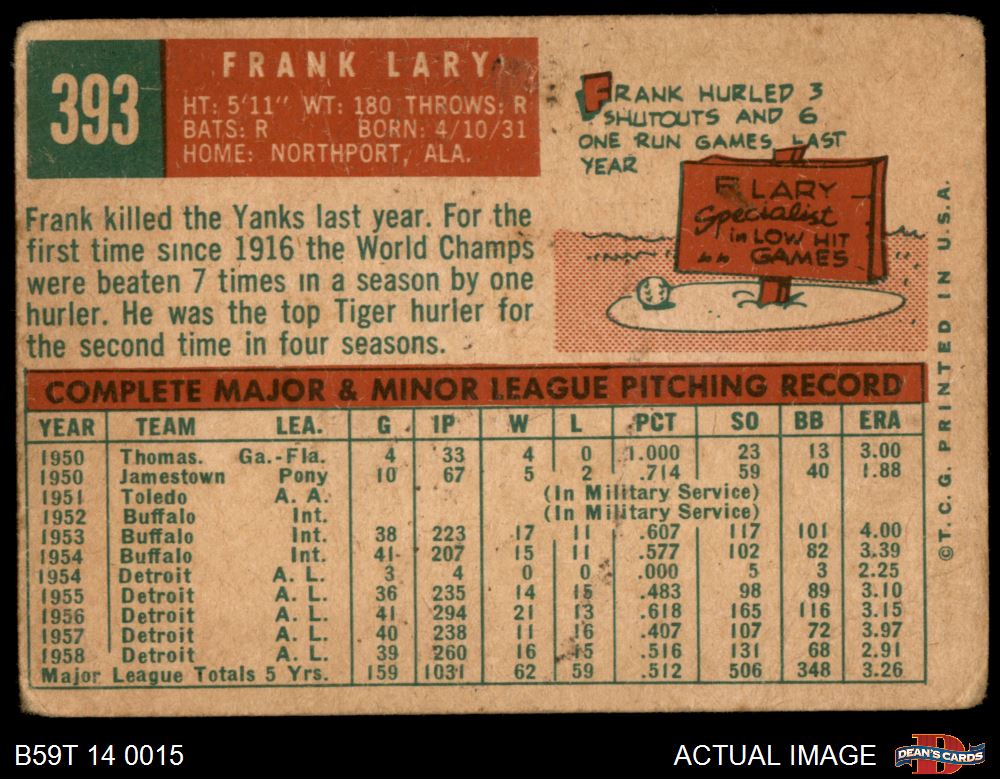 393
FRANK LARY
HT: 5'11" WT: 180 THROWS: R
BATS: R BORN: 4/10/31
HOME: NORTHPORT, ALA.
FRANK HURLED 3
SHUTOUTS AND 6
ONE RUN GAMES LAST
YEAR
F. LARY
Specialist
in LOW HIT
GAMES
Frank killed the Yanks last year. For the
first time since 1916 the World Champs
were beaten 7 times in a season by one
hurler. He was the top Tiger hurler for
the second time in four seasons.
COMPLETE MAJOR & MINOR LEAGUE PITCHING RECORD
YEAR TEAM LEA. G IP W L PCT SO BB ERA
1950 Thomas. Ga.-Fla. 4 33 4 0 1.000 23 13 3.00
1950 Jamestown Pony 10 67 5 2 .714 59 40 1.88
1951 Toledo A. A. (In Military Service)
1952 Buffalo Int. (In Military Service)
1953 Buffalo Int. 38 223 17 11 .607 117 101 4.00
1954 Buffalo Int. 41 207 15 11 .577 102 82 3.39
1954 Detroit A. L. 3 4 0 0 .000 5 3 2.25
1955 Detroit A. L. 36 235 14 15 .483 98 89 3.10
1956 Detroit A. L. 41 294 21 13 .618 165 116 3.15
1957 Detroit A. L. 40 238 11 16 .407 107 72 3.97
1958 Detroit A. L. 39 260 16 15 .516 131 68 2.91
Major League Totals 5 Yrs. 159 1031 62 59 .512 506 348 3.26
© T. C. G. PRINTED IN U.S.A.
B59T 14 0015
ACTUAL IMAGE
D
DEAN'S CARDS